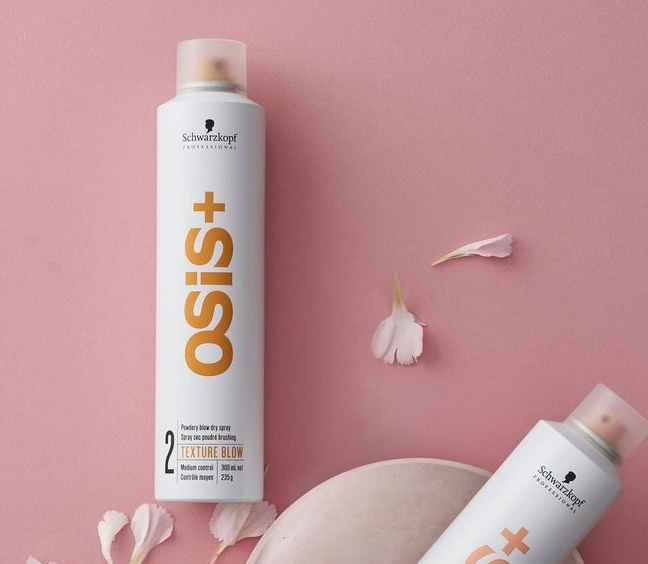 Schwarzkopf
PROFESSIONAL
OSiS+
Powdery blow dry spray
Spray sec poudré brushing
2
TEXTURE BLOW
Medium control 300 mL net
Contrôle moyen 235 g
Schwarzkopf
PROFESSIONAL
S+